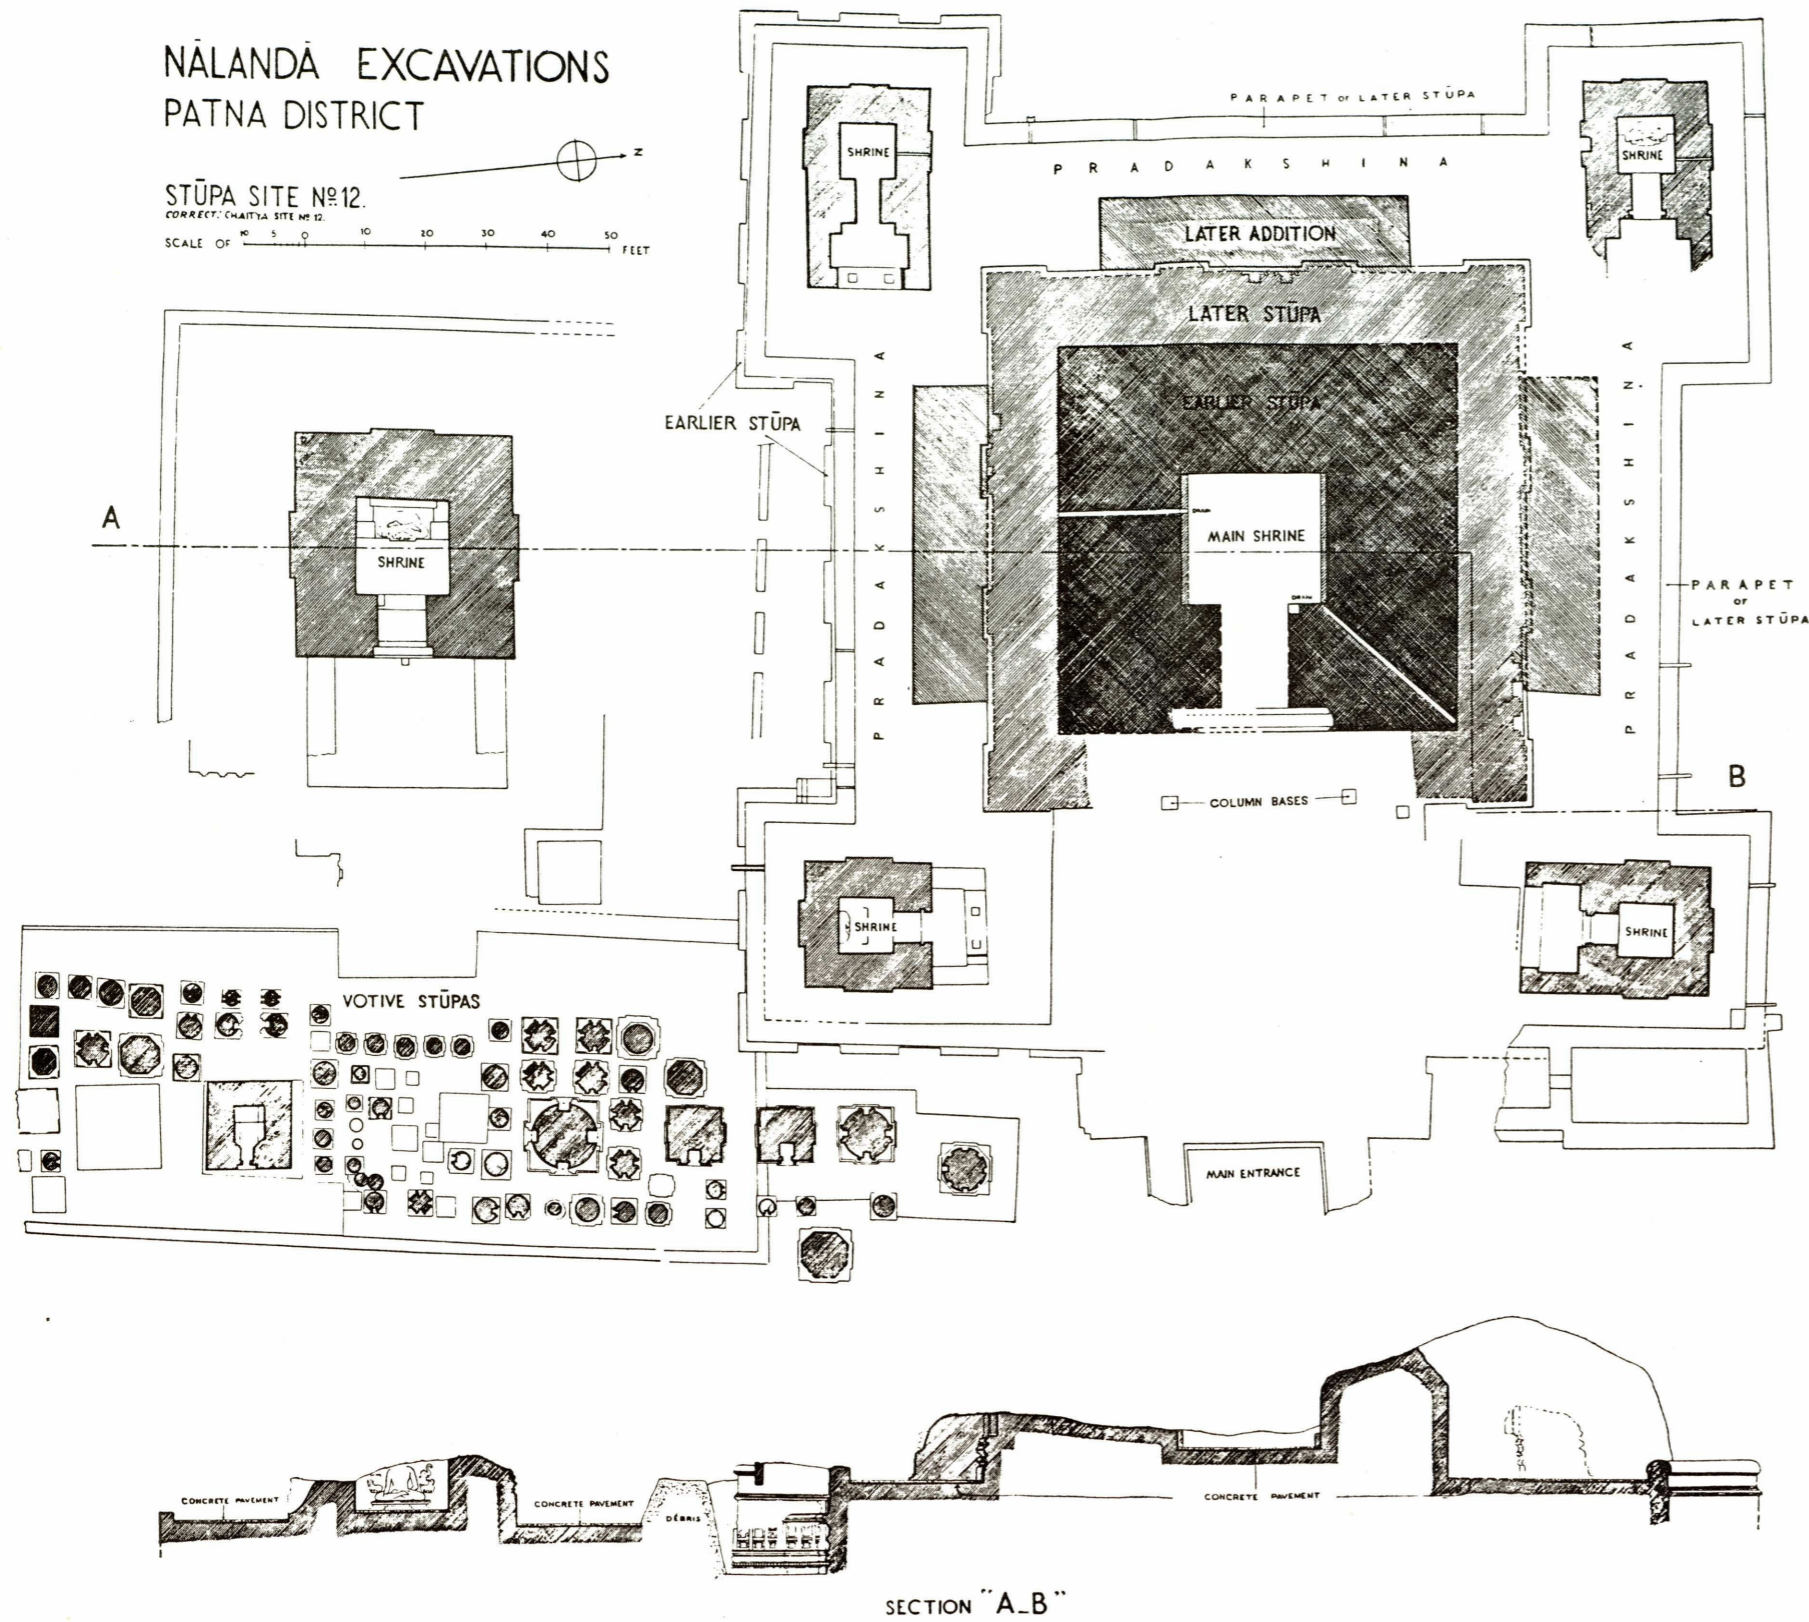 NĀLANDĀ EXCAVATIONS
PATNA DISTRICT
N
STŪPA SITE Nº 12.
CORRECT: CHAITYA SITE Nº 12.
SCALE OF 10 5 0 10 20 30 40 50 FEET
PARAPET OF LATER STŪPA
SHRINE
SHRINE
PRADAKSHINA
LATER ADDITION
LATER STŪPA
EARLIER STŪPA
EARLIER STŪPA
PRADAKSHINA
PRADAKSHINA
A
SHRINE
DRAIN
MAIN SHRINE
DRAIN
PARAPET
OF
LATER STŪPA
B
COLUMN BASES
SHRINE
SHRINE
VOTIVE STŪPAS
MAIN ENTRANCE
CONCRETE PAVEMENT
CONCRETE PAVEMENT
DÉBRIS
CONCRETE PAVEMENT
SECTION "A_B"